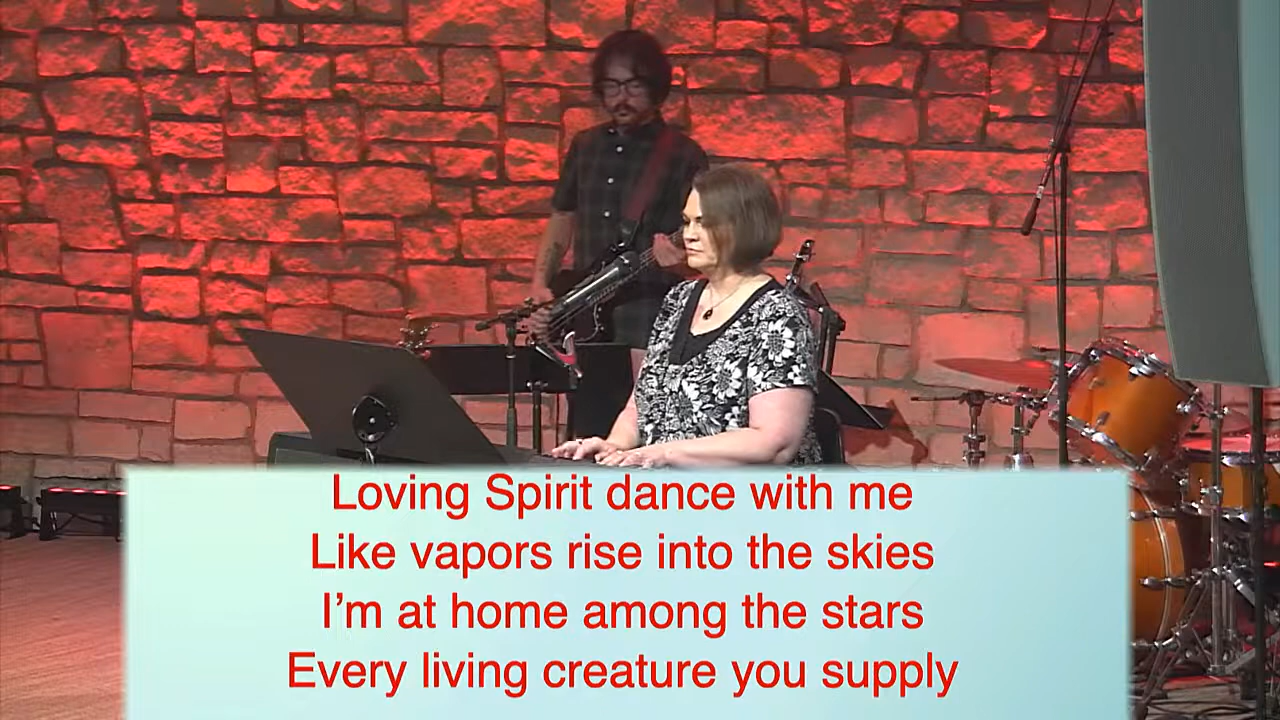 Loving Spirit dance with me
Like vapors rise into the skies
I’m at home among the stars
Every living creature you supply